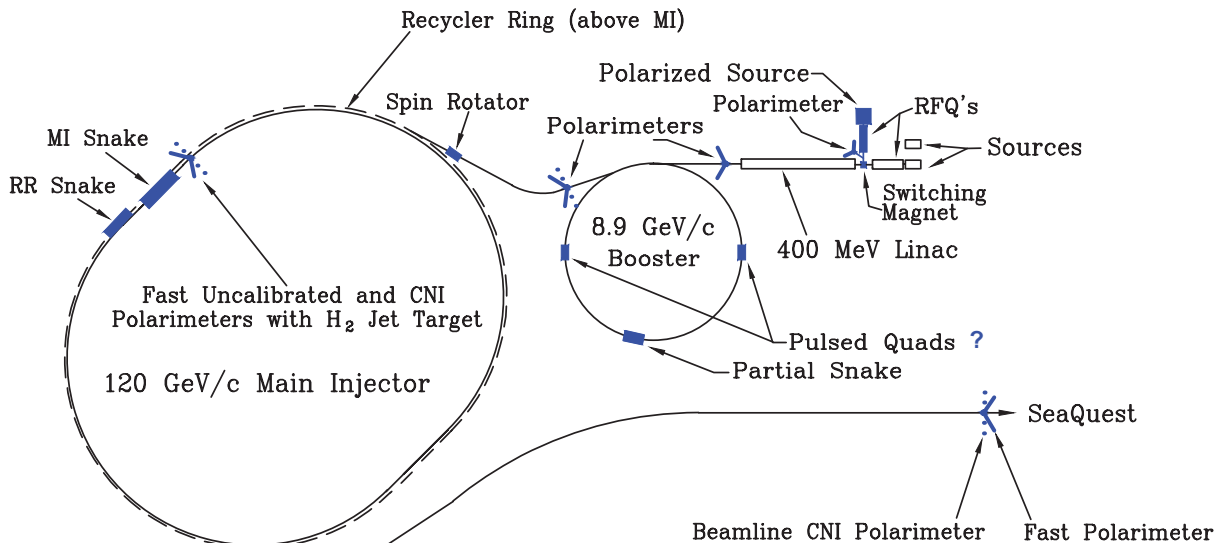 Recycler Ring (above MI)
Polarized Source
Spin Rotator
Polarimeter
RFQ's
MI Snake
Polarimeters
Sources
RR Snake
Switching
Magnet
8.9 GeV/c
Booster
400 MeV Linac
Fast Uncalibrated and CNI
Polarimeters with H₂ Jet Target
Pulsed Quads ?
Partial Snake
120 GeV/c Main Injector
SeaQuest
Beamline CNI Polarimeter
Fast Polarimeter